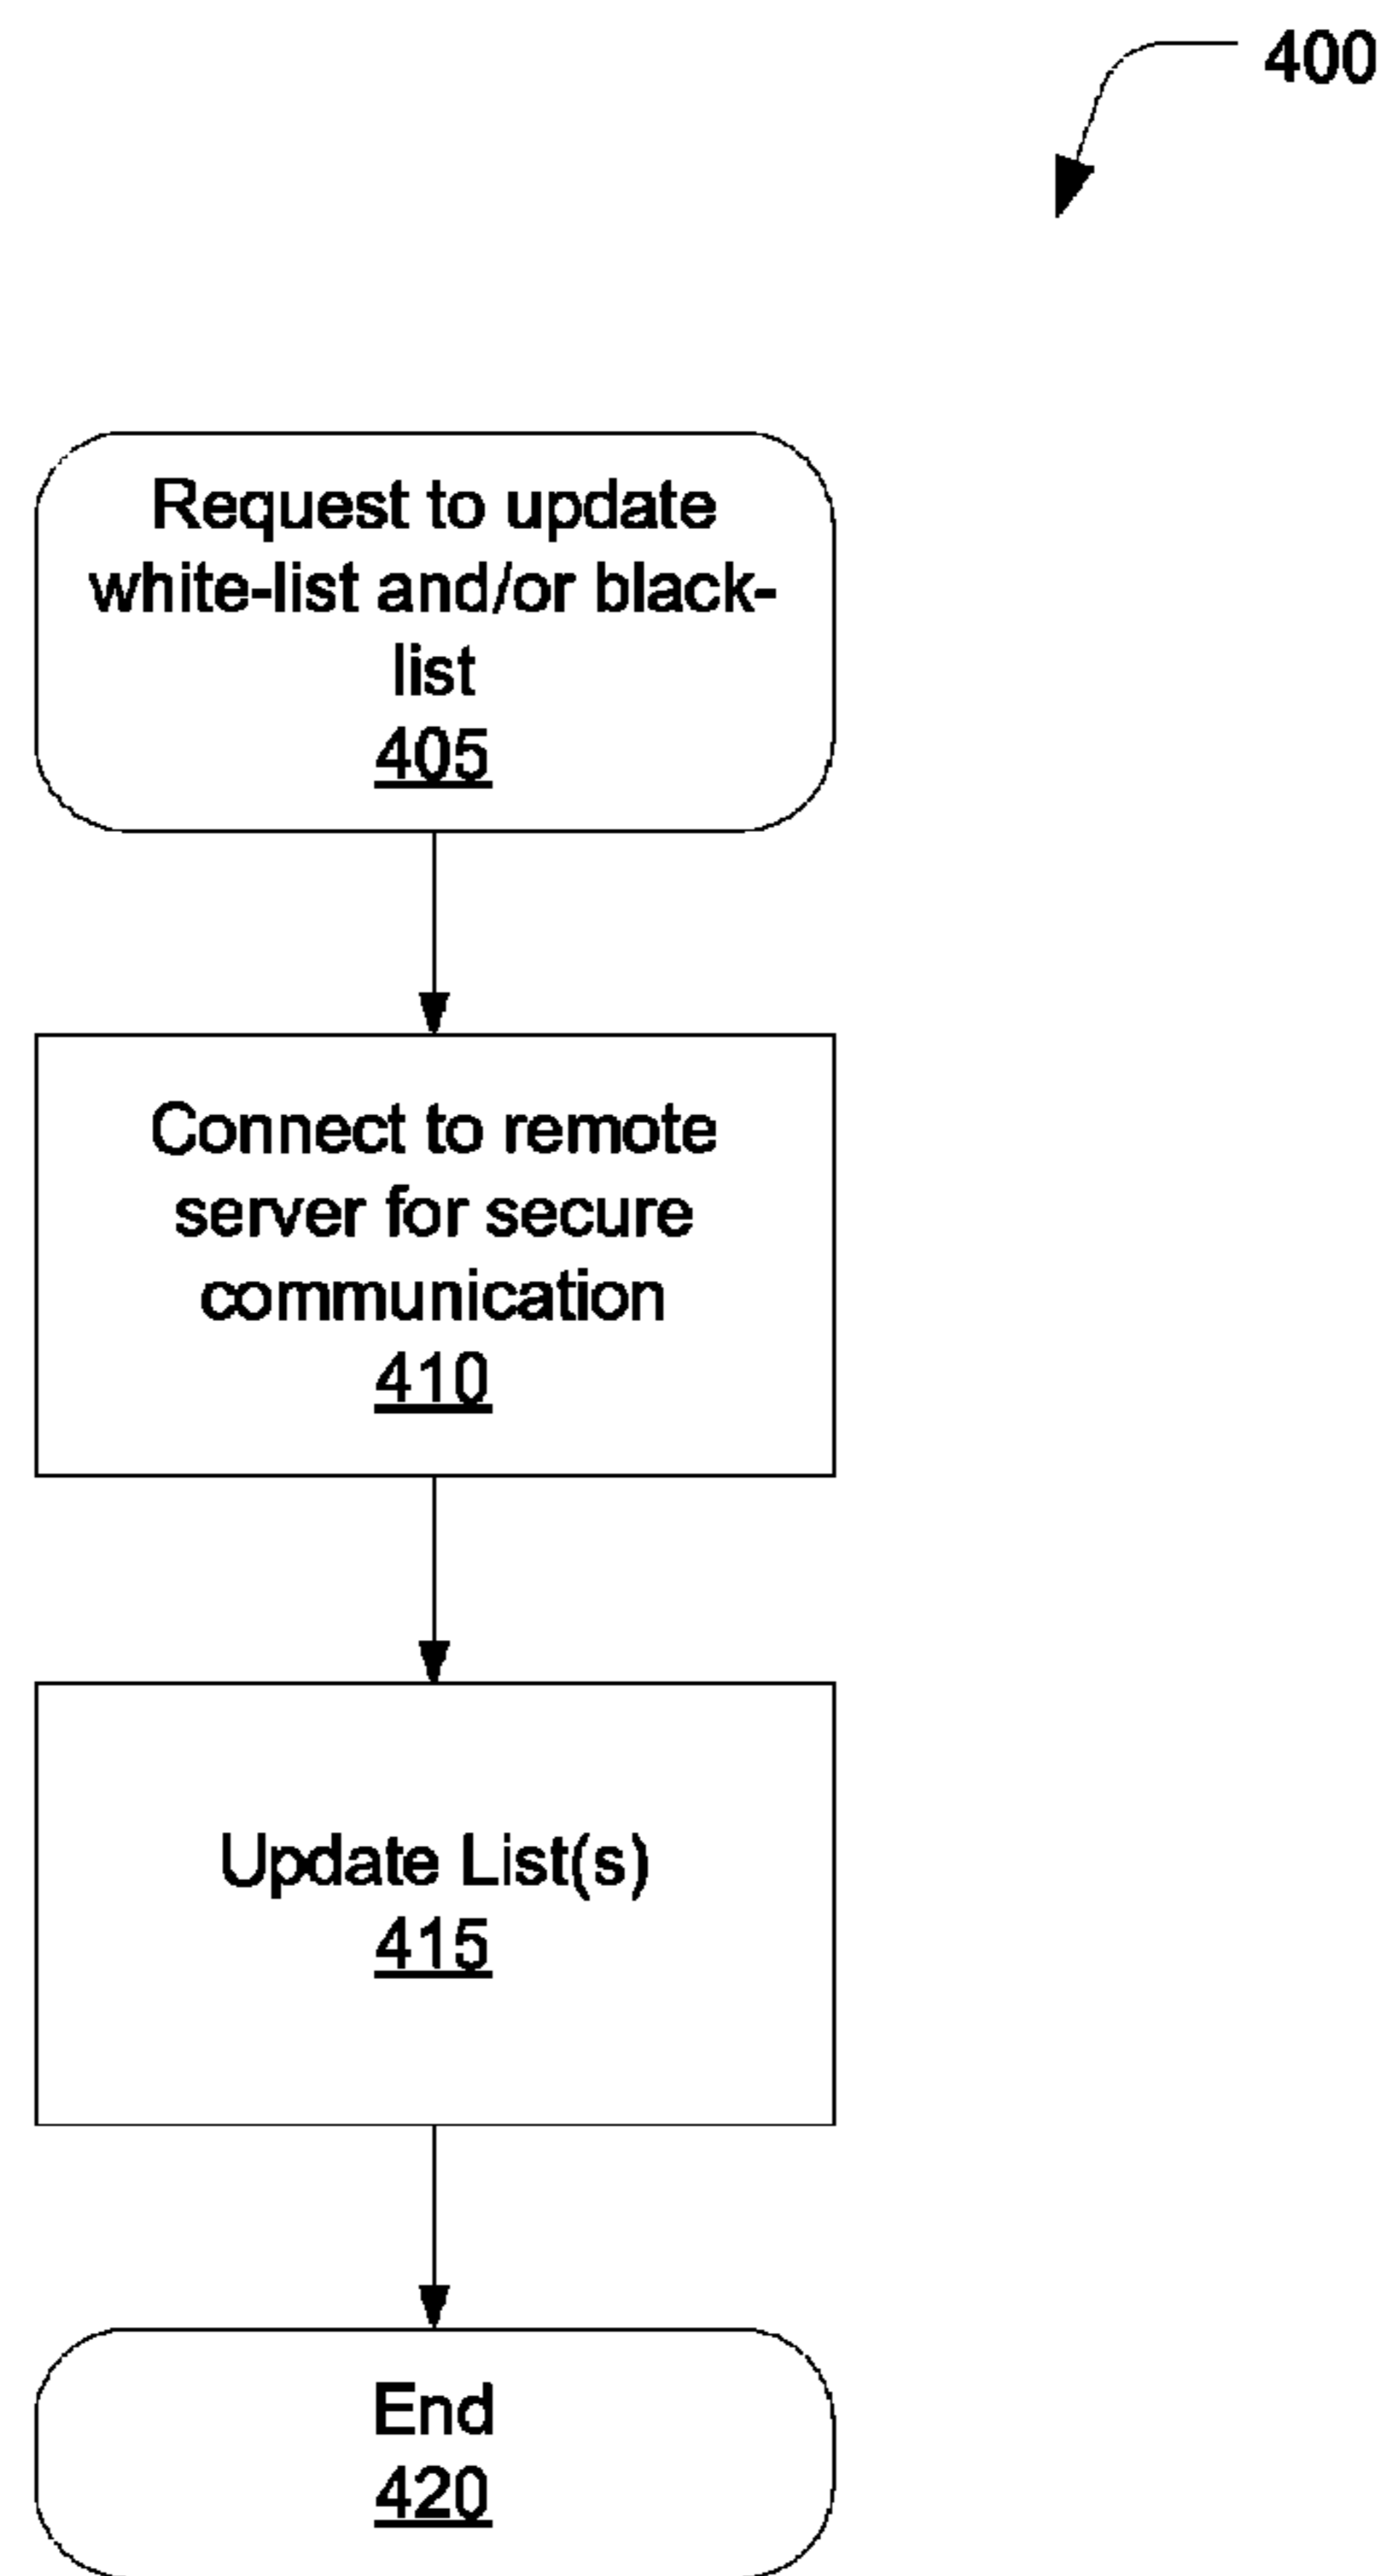 400
Request to update
white-list and/or black-
list
405
Connect to remote
server for secure
communication
410
Update List(s)
415
End
420